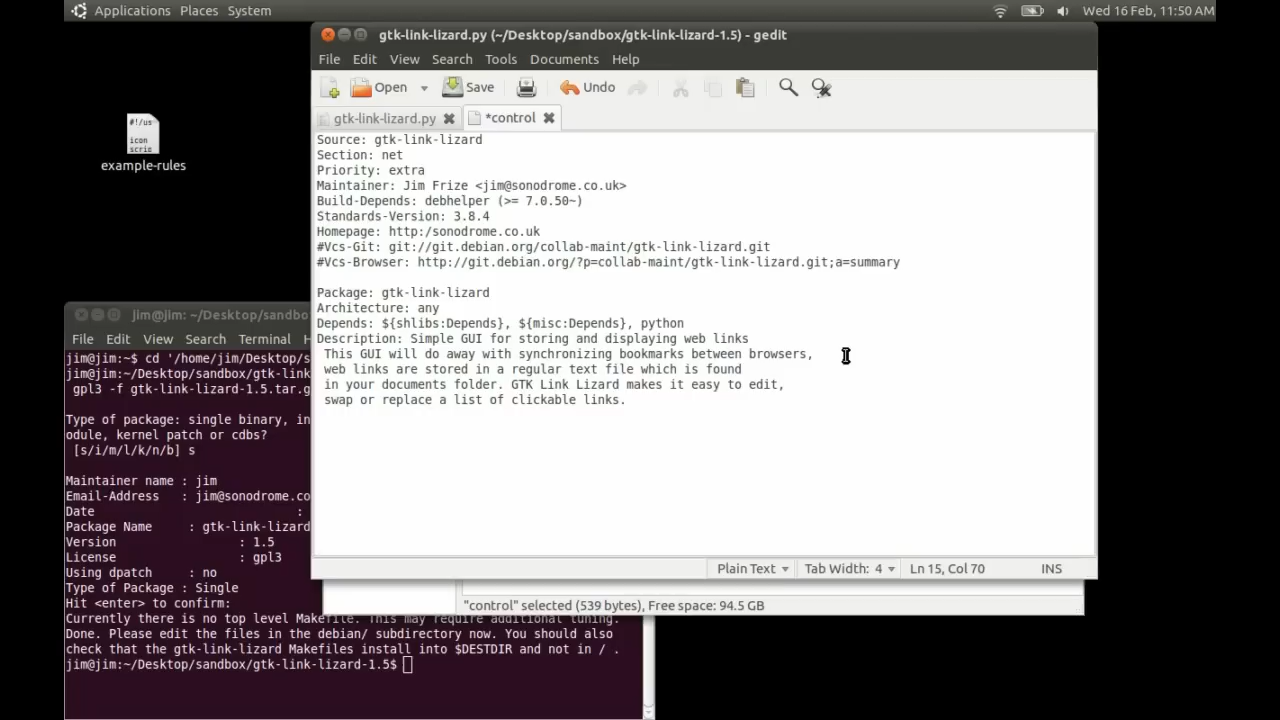 Applications Places System
Wed 16 Feb, 11:50 AM
gtk-link-lizard.py (~/Desktop/sandbox/gtk-link-lizard-1.5) - gedit
File Edit View Search Tools Documents Help
Open Save Undo
gtk-link-lizard.py *control
Source: gtk-link-lizard
Section: net
Priority: extra
Maintainer: Jim Frize <jim@sonodrome.co.uk>
Build-Depends: debhelper (>= 7.0.50~)
Standards-Version: 3.8.4
Homepage: http:/sonodrome.co.uk
#Vcs-Git: git://git.debian.org/collab-maint/gtk-link-lizard.git
#Vcs-Browser: http://git.debian.org/?p=collab-maint/gtk-link-lizard.git;a=summary
Package: gtk-link-lizard
Architecture: any
Depends: ${shlibs:Depends}, ${misc:Depends}, python
Description: Simple GUI for storing and displaying web links
This GUI will do away with synchronizing bookmarks between browsers,
web links are stored in a regular text file which is found
in your documents folder. GTK Link Lizard makes it easy to edit,
swap or replace a list of clickable links.
Plain Text Tab Width: 4 Ln 15, Col 70 INS
"control" selected (539 bytes), Free space: 94.5 GB
#!/us
icon
scrip
example-rules
jim@jim: ~/Desktop/sandbo
File Edit View Search Terminal H
jim@jim:~$ cd '/home/jim/Desktop/s
jim@jim:~/Desktop/sandbox/gtk-link
gpl3 -f gtk-link-lizard-1.5.tar.g
Type of package: single binary, in
odule, kernel patch or cdbs?
[s/i/m/l/k/n/b] s
Maintainer name : jim
Email-Address : jim@sonodrome.co
Date :
Package Name : gtk-link-lizard
Version : 1.5
License : gpl3
Using dpatch : no
Type of Package : Single
Hit <enter> to confirm:
Currently there is no top level Makefile. This may require additional tuning.
Done. Please edit the files in the debian/ subdirectory now. You should also
check that the gtk-link-lizard Makefiles install into $DESTDIR and not in / .
jim@jim:~/Desktop/sandbox/gtk-link-lizard-1.5$